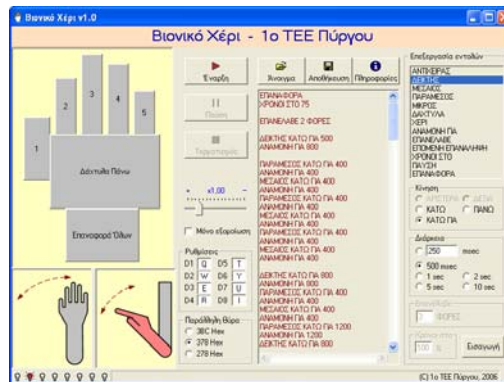 Βιονικό Χέρι v1.0
Βιονικό Χέρι - 1ο ΤΕΕ Πύργου
1
2
3
4
5
Δάχτυλα Πάνω
Επαναφορά Όλων
Έναρξη
Παύση
Τερματισμός
x1,00
Μόνο εξομοίωση
Ρυθμίσεις
D1 Q D5 T
D2 W D6 Y
D3 E D7 U
D4 R D8 I
Παράλληλη Θύρα
3BC Hex
378 Hex
278 Hex
Άνοιγμα Αποθήκευση Πληροφορίες
ΕΠΑΝΑΦΟΡΑ
ΧΡΟΝΟΙ ΣΤΟ 75
ΕΠΑΝΕΛΑΒΕ 2 ΦΟΡΕΣ
ΔΕΙΚΤΗΣ ΚΑΤΩ ΓΙΑ 500
ΑΝΑΜΟΝΗ ΓΙΑ 800
ΠΑΡΑΜΕΣΟΣ ΚΑΤΩ ΓΙΑ 400
ΑΝΑΜΟΝΗ ΓΙΑ 400
ΠΑΡΑΜΕΣΟΣ ΚΑΤΩ ΓΙΑ 400
ΑΝΑΜΟΝΗ ΓΙΑ 400
ΜΕΣΑΙΟΣ ΚΑΤΩ ΓΙΑ 400
ΑΝΑΜΟΝΗ ΓΙΑ 400
ΠΑΡΑΜΕΣΟΣ ΚΑΤΩ ΓΙΑ 400
ΑΝΑΜΟΝΗ ΓΙΑ 400
ΜΕΣΑΙΟΣ ΚΑΤΩ ΓΙΑ 400
ΑΝΑΜΟΝΗ ΓΙΑ 400
ΔΕΙΚΤΗΣ ΚΑΤΩ ΓΙΑ 800
ΑΝΑΜΟΝΗ ΓΙΑ 800
ΠΑΡΑΜΕΣΟΣ ΚΑΤΩ ΓΙΑ 400
ΑΝΑΜΟΝΗ ΓΙΑ 400
ΜΕΣΑΙΟΣ ΚΑΤΩ ΓΙΑ 400
ΑΝΑΜΟΝΗ ΓΙΑ 400
ΠΑΡΑΜΕΣΟΣ ΚΑΤΩ ΓΙΑ 1200
ΑΝΑΜΟΝΗ ΓΙΑ 1200
ΔΕΙΚΤΗΣ ΚΑΤΩ ΓΙΑ 800
Επεξεργασία εντολών
ΑΝΤΙΧΕΙΡΑΣ
ΔΕΙΚΤΗΣ
ΜΕΣΑΙΟΣ
ΠΑΡΑΜΕΣΟΣ
ΜΙΚΡΟΣ
ΔΑΧΤΥΛΑ
ΧΕΡΙ
ΑΝΑΜΟΝΗ ΓΙΑ
ΕΠΑΝΕΛΑΒΕ
ΕΠΟΜΕΝΗ ΕΠΑΝΑΛΗΨΗ
ΧΡΟΝΟΙ ΣΤΟ
ΠΑΥΣΗ
ΕΠΑΝΑΦΟΡΑ
Κίνηση
ΑΡΙΣΤΕΡΑ ΔΕΞΙΑ
ΚΑΤΩ ΠΑΝΩ
ΚΑΤΩ ΓΙΑ
Διάρκεια
250 msec
500 msec
1 sec 2 sec
5 sec 10 sec
ΦΟΡΕΣ
100 %
Εισαγωγή
(C) 1ο ΤΕΕ Πύργου, 2006